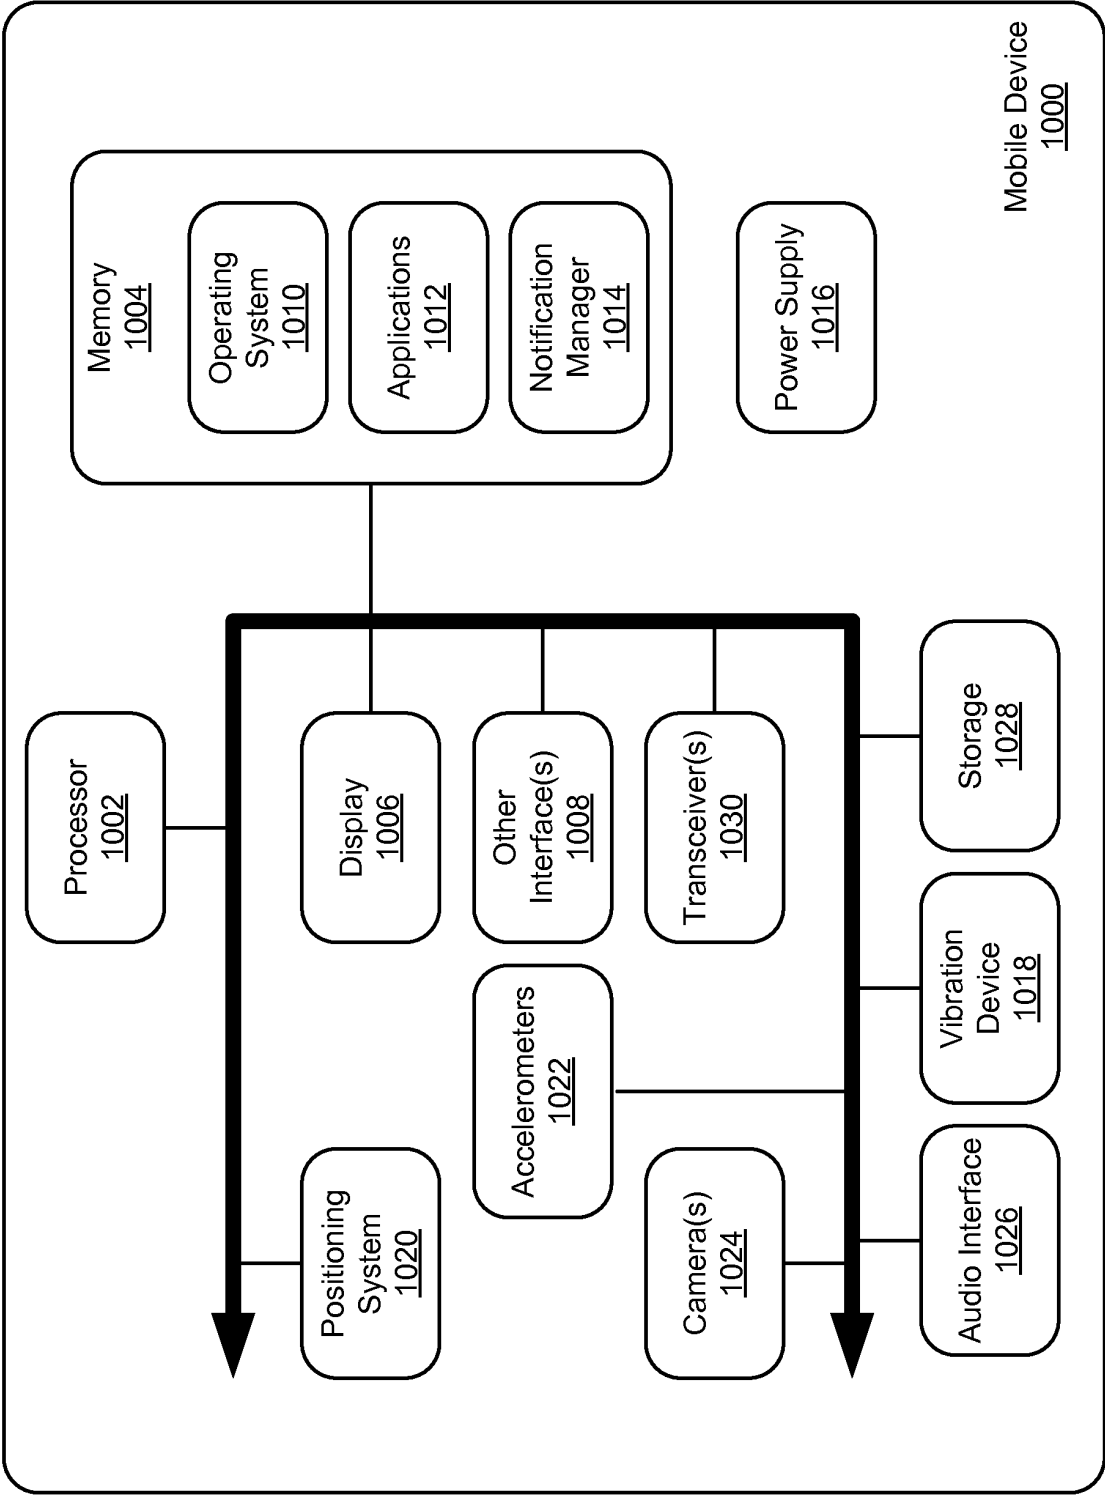 Mobile Device
1000
Memory
1004
Operating
System
1010
Applications
1012
Notification
Manager
1014
Power Supply
1016
Processor
1002
Display
1006
Other
Interface(s)
1008
Transceiver(s)
1030
Storage
1028
Accelerometers
1022
Vibration
Device
1018
Positioning
System
1020
Camera(s)
1024
Audio Interface
1026